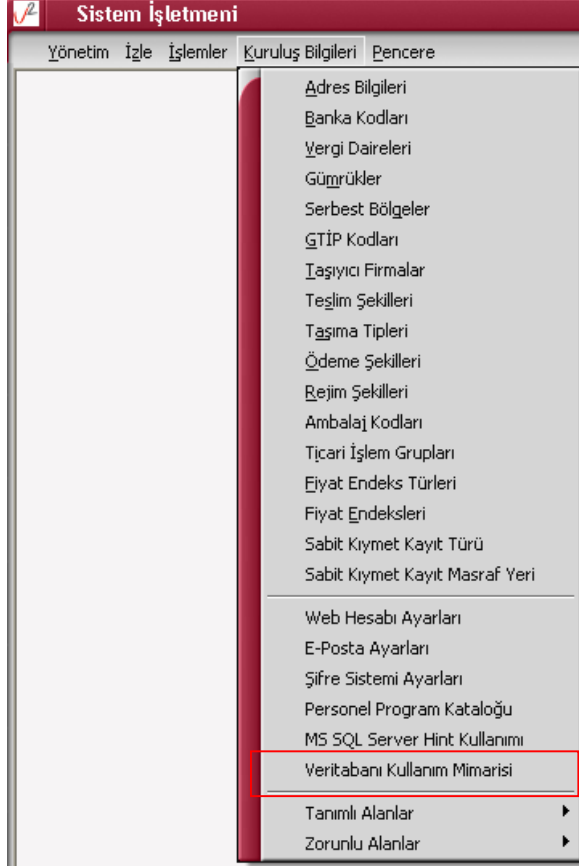 Sistem İşletmeni
Yönetim İzle İşlemler Kuruluş Bilgileri Pencere
Adres Bilgileri
Banka Kodları
Vergi Daireleri
Gümrükler
Serbest Bölgeler
GTİP Kodları
Taşıyıcı Firmalar
Teslim Şekilleri
Taşıma Tipleri
Ödeme Şekilleri
Rejim Şekilleri
Ambalaj Kodları
Ticari İşlem Grupları
Fiyat Endeks Türleri
Fiyat Endeksleri
Sabit Kıymet Kayıt Türü
Sabit Kıymet Kayıt Masraf Yeri
Web Hesabı Ayarları
E-Posta Ayarları
Şifre Sistemi Ayarları
Personel Program Kataloğu
MS SQL Server Hint Kullanımı
Veritabanı Kullanım Mimarisi
Tanımlı Alanlar
Zorunlu Alanlar